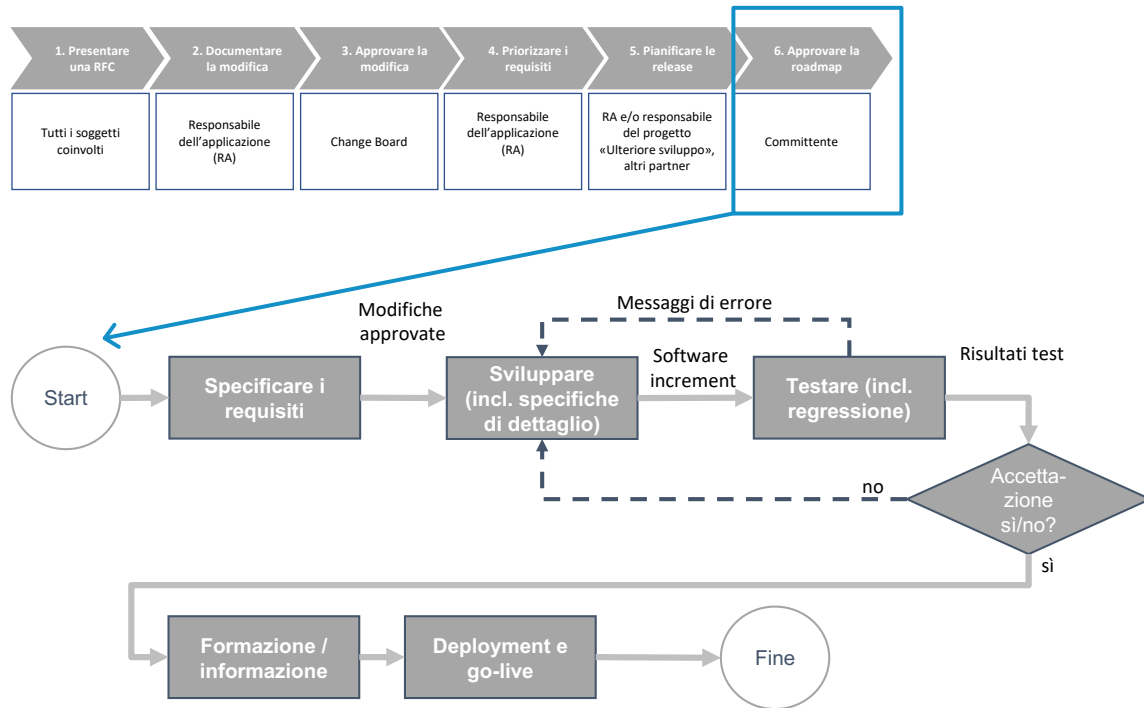 1. Presentare
una RFC
2. Documentare
la modifica
3. Approvare la
modifica
4. Priorizzare i
requisiti
5. Pianificare le
release
6. Approvare la
roadmap
Tutti i soggetti
coinvolti
Responsabile
dell'applicazione
(RA)
Change Board
Responsabile
dell'applicazione
(RA)
RA e/o responsabile
del progetto
«Ulteriore sviluppo»,
altri partner
Committente
Messaggi di errore
Modifiche
approvate
Software
increment
Risultati test
Start
Specificare i
requisiti
Sviluppare
(incl. specifiche
di dettaglio)
Testare (incl.
regressione)
no
Accetta-
zione
sì/no?
sì
Formazione /
informazione
Deployment e
go-live
Fine